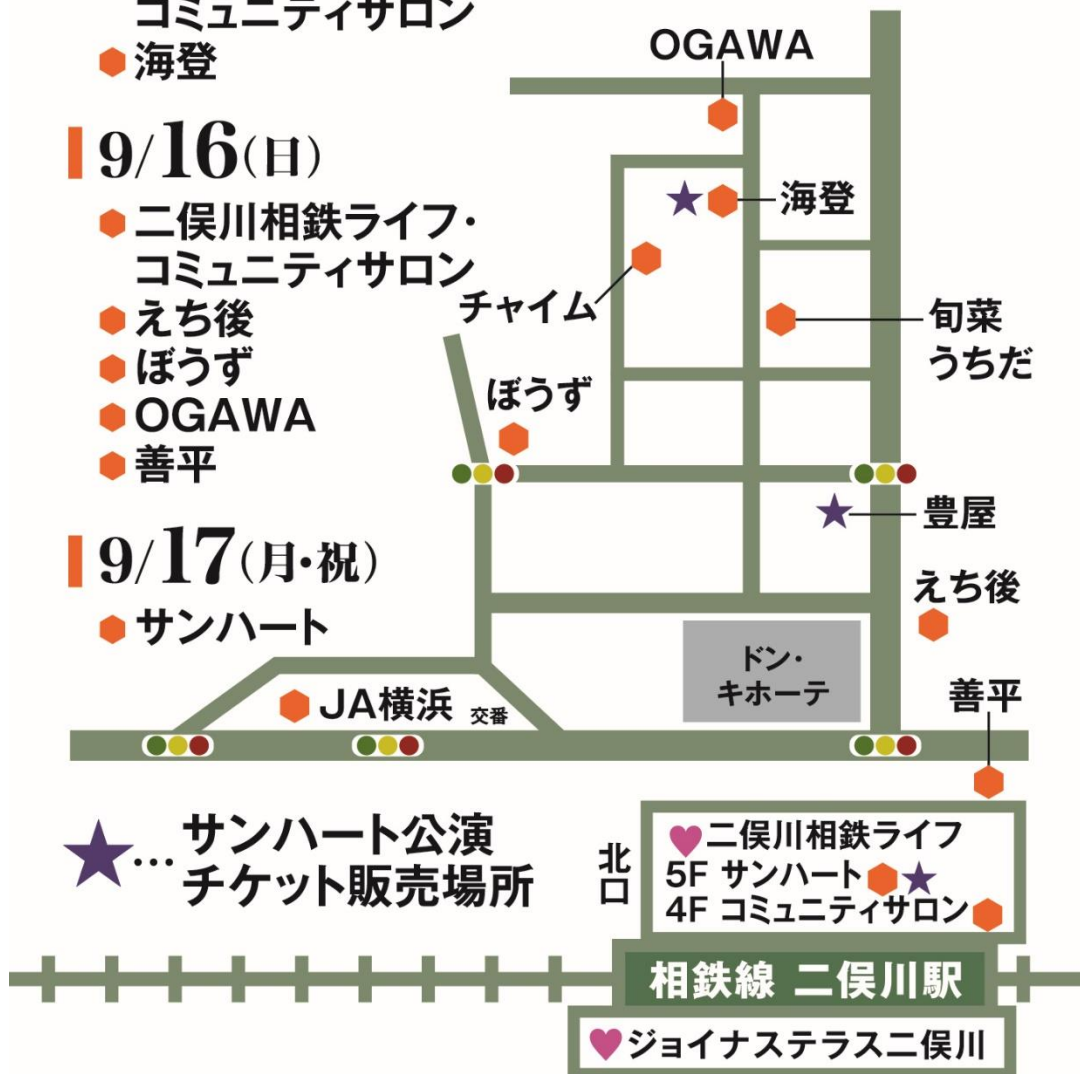 コミュニティサロン
海登
9/16(日)
二俣川相鉄ライフ・
コミュニティサロン
えち後
ぼうず
OGAWA
善平
9/17(月・祝)
サンハート
OGAWA
海登
チャイム
旬菜
うちだ
ぼうず
豊屋
えち後
ドン・
キホーテ
善平
JA横浜
交番
★…サンハート公演
チケット販売場所
北口
二俣川相鉄ライフ
5F サンハート
4F コミュニティサロン
相鉄線 二俣川駅
ジョイナステラス二俣川